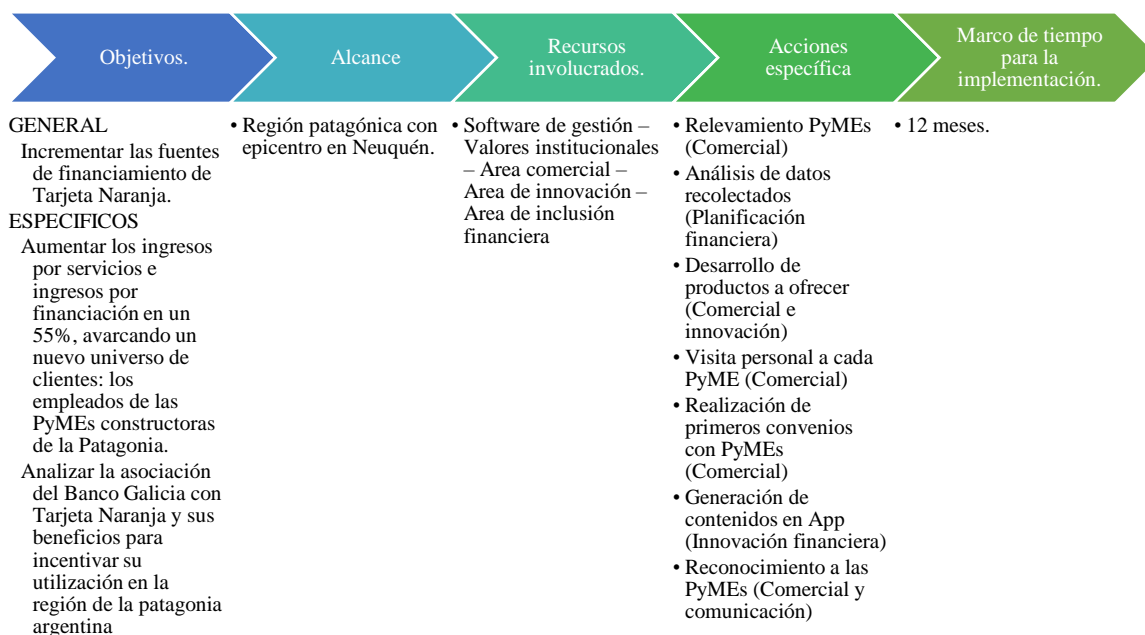 Objetivos.
Alcance
Recursos
involucrados.
Acciones
específica
Marco de tiempo
para la
implementación.
GENERAL
Incrementar las fuentes
de financiamiento de
Tarjeta Naranja.
ESPECIFICOS
Aumentar los ingresos
por servicios e
ingresos por
financiación en un
55%, avarcando un
nuevo universo de
clientes: los
empleados de las
PyMEs constructoras
de la Patagonia.
Analizar la asociación
del Banco Galicia con
Tarjeta Naranja y sus
beneficios para
incentivar su
utilización en la
región de la patagonia
argentina
• Región patagónica con
epicentro en Neuquén.
• Software de gestión –
Valores institucionales
– Area comercial –
Area de innovación –
Area de inclusión
financiera
• Relevamiento PyMEs
(Comercial)
• Análisis de datos
recolectados
(Planificación
financiera)
• Desarrollo de
productos a ofrecer
(Comercial e
innovación)
• Visita personal a cada
PyME (Comercial)
• Realización de
primeros convenios
con PyMEs
(Comercial)
• Generación de
contenidos en App
(Innovación financiera)
• Reconocimiento a las
PyMEs (Comercial y
comunicación)
• 12 meses.